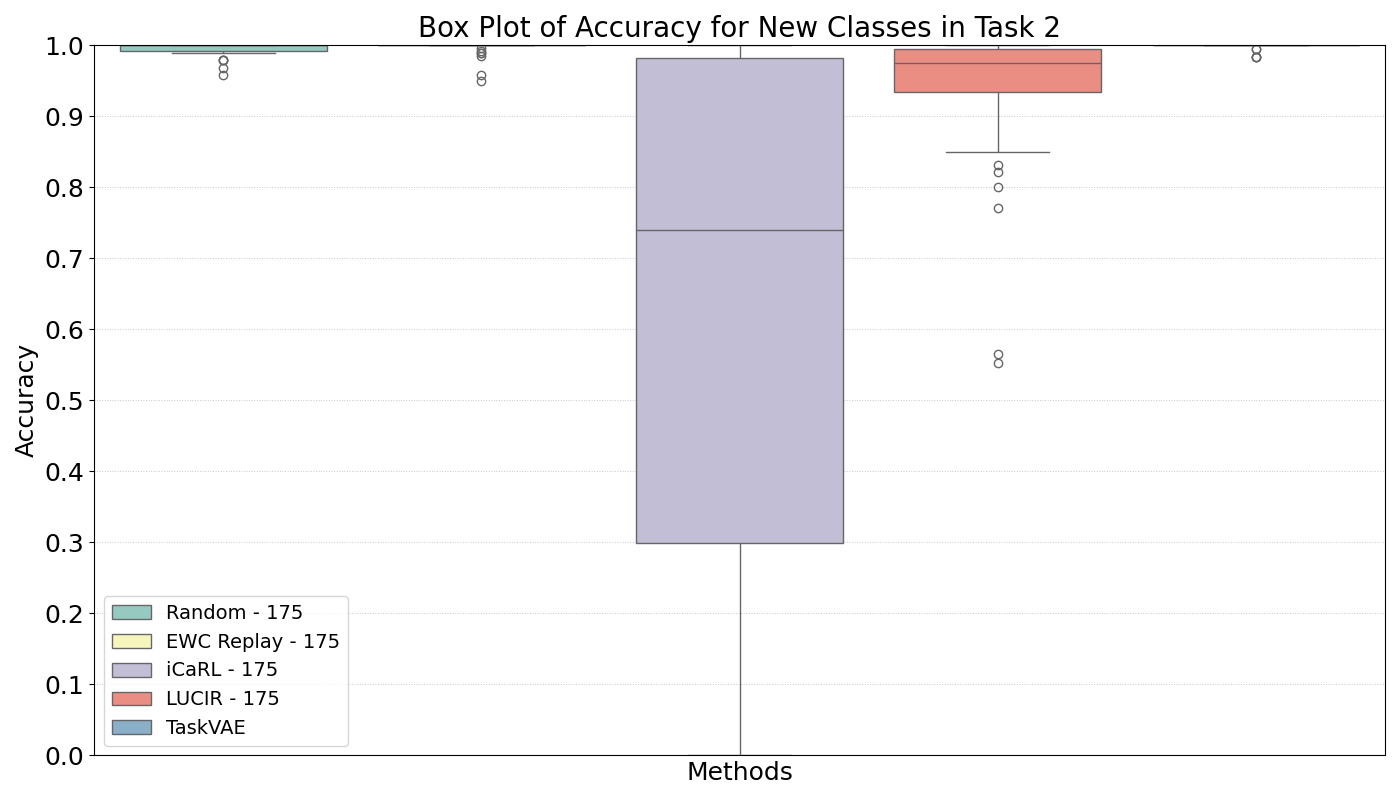 Box Plot of Accuracy for New Classes in Task 2
1.0
0.9
0.8
0.7
0.6
0.5
0.4
0.3
0.2
0.1
0.0
Accuracy
Methods
Random - 175
EWC Replay - 175
iCaRL - 175
LUCIR - 175
TaskVAE